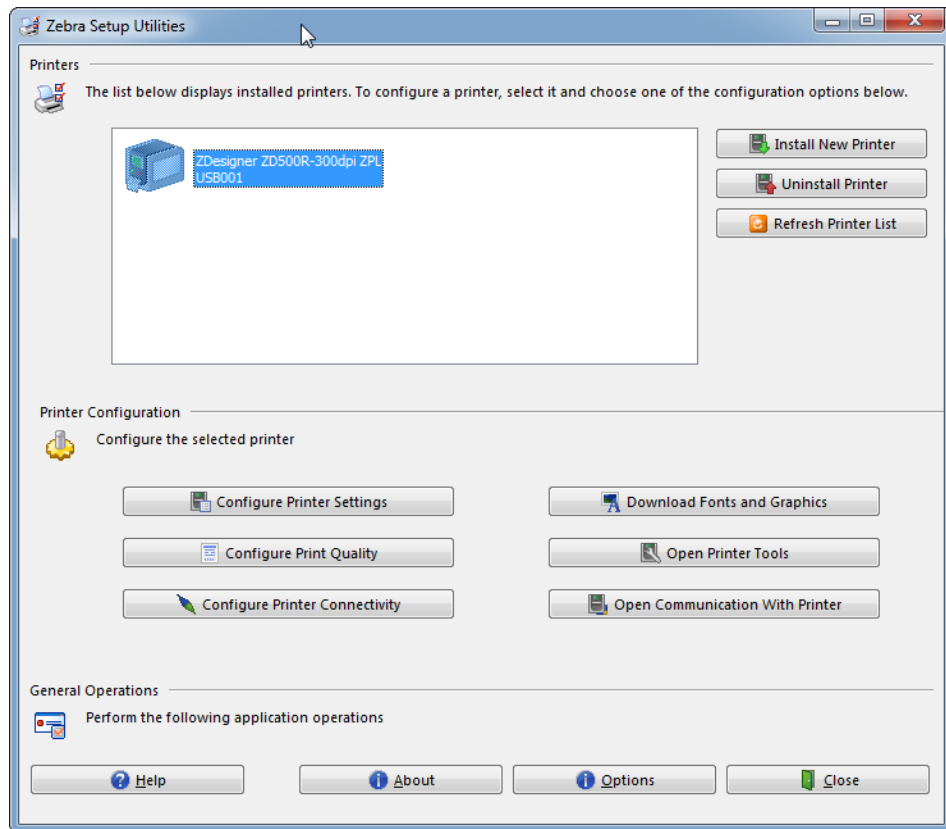 Zebra Setup Utilities
Printers
The list below displays installed printers. To configure a printer, select it and choose one of the configuration options below.
ZDesigner ZD500R-300dpi ZPL
USB001
Install New Printer
Uninstall Printer
Refresh Printer List
Printer Configuration
Configure the selected printer
Configure Printer Settings
Download Fonts and Graphics
Configure Print Quality
Open Printer Tools
Configure Printer Connectivity
Open Communication With Printer
General Operations
Perform the following application operations
Help
About
Options
Close